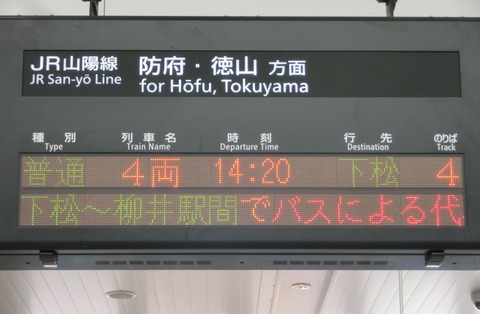 JR山陽線 防府・徳山 方面
JR San-yō Line for Hōfu, Tokuyama
種別 列車名 時刻 行先 のりば
Type Train Name Departure Time Destination Track
普通 4両 14:20 下松 4
下松～柳井駅間でバスによる代